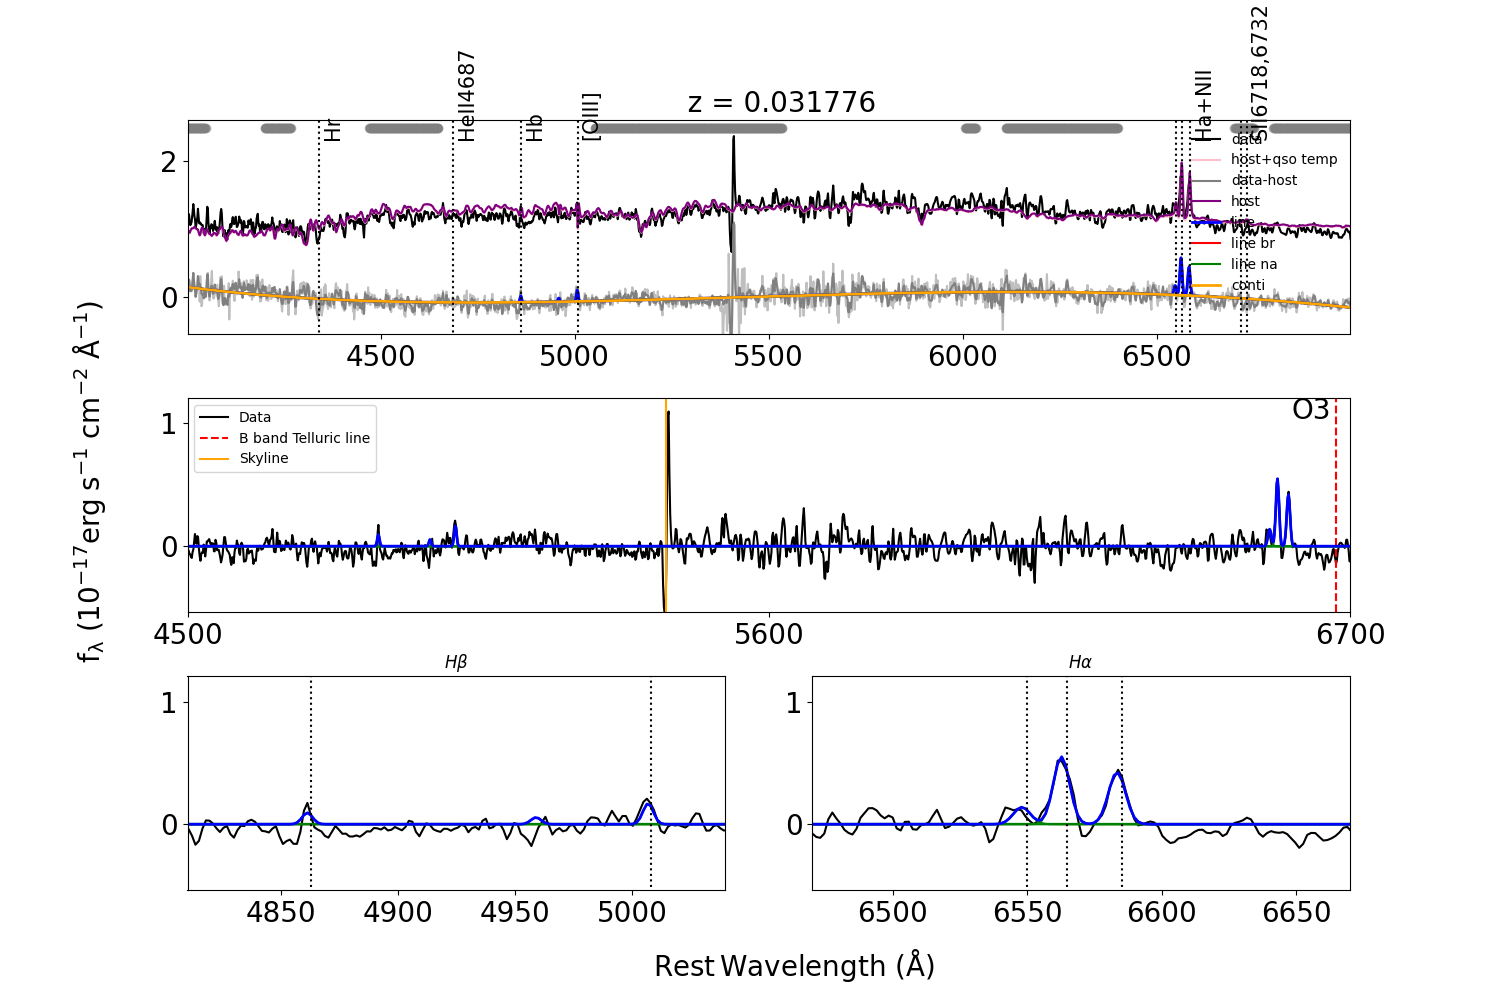 z = 0.031776
Hr
HeII4687
Hb
[OIII]
Ha+NII
SII6718,6732
data
host+qso temp
data-host
host
line
line br
line na
conti
2
0
4500 5000 5500 6000 6500
Data
B band Telluric line
Skyline
O3
1
0
4500 5600 6700
fλ (10⁻¹⁷erg s⁻¹ cm⁻² Å⁻¹)
Hβ
1
0
4850 4900 4950 5000
Hα
1
0
6500 6550 6600 6650
Rest Wavelength (Å)